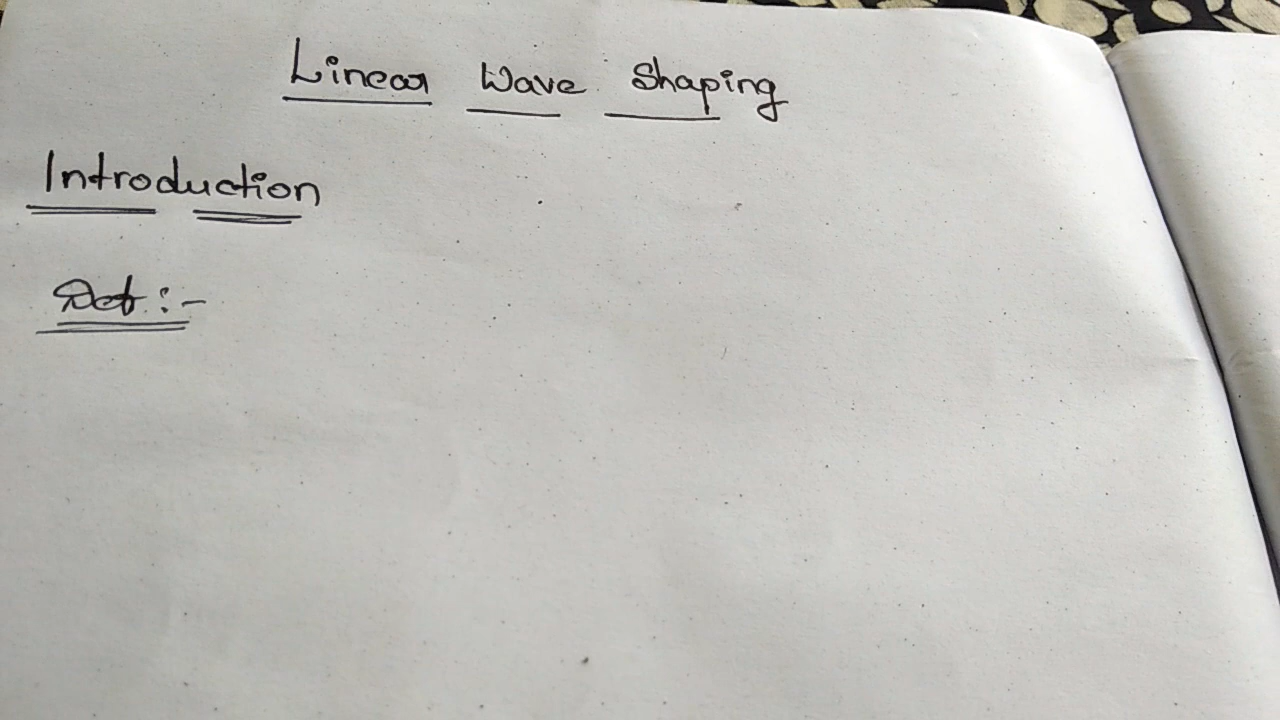 Linear Wave Shaping
Introduction
Def :-